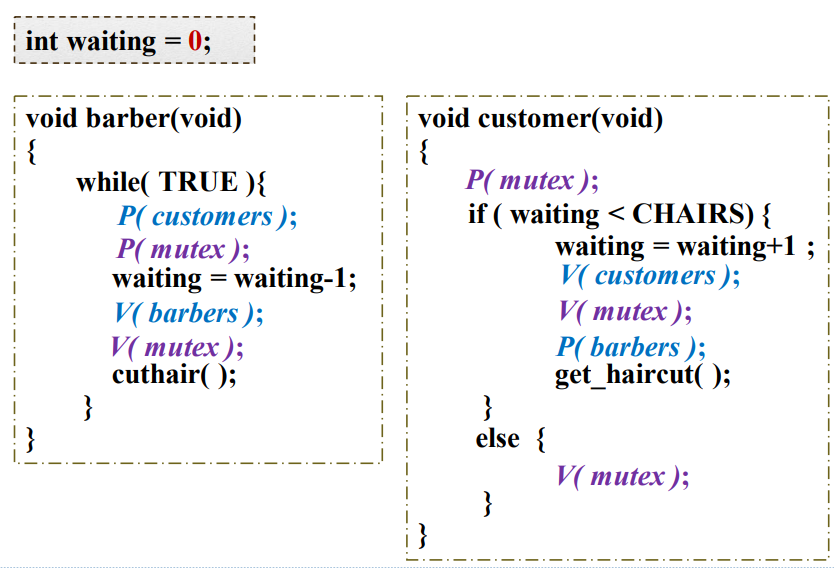 int waiting = 0;
void barber(void)
{
while( TRUE ){
P( customers );
P( mutex );
waiting = waiting-1;
V( barbers );
V( mutex );
cuthair( );
}
}
void customer(void)
{
P( mutex );
if ( waiting < CHAIRS) {
waiting = waiting+1 ;
V( customers );
V( mutex );
P( barbers );
get_haircut( );
}
else {
V( mutex );
}
}